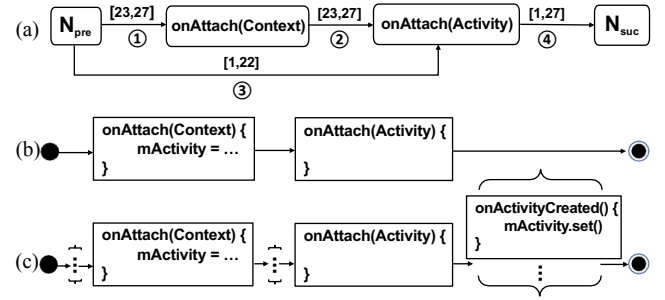 [23,27] [23,27] [1,27]
(a) N_pre onAttach(Context) onAttach(Activity) N_suc
① ② ④
[1,22]
③
onAttach(Context) { onAttach(Activity) {
(b) mActivity = ...
} }
onActivityCreated() {
mActivity.set()
}
onAttach(Context) { onAttach(Activity) {
(c) mActivity = ...
} }